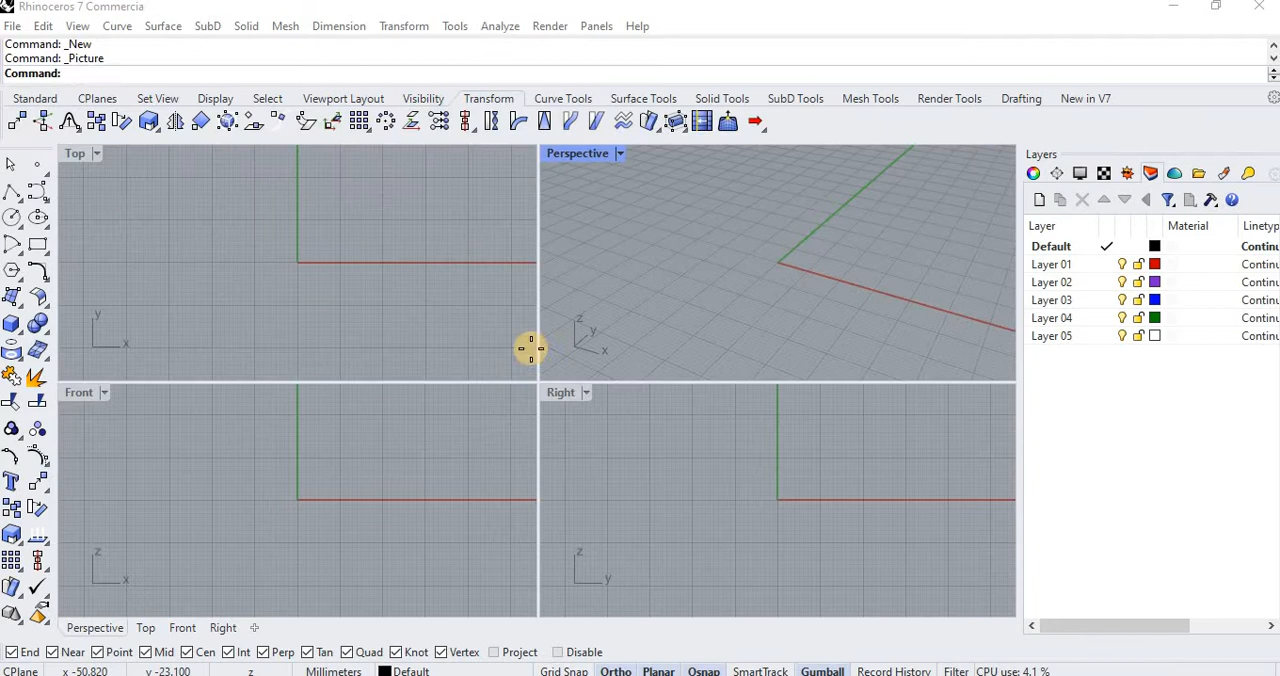 Rhinoceros 7 Commercia
File Edit View Curve Surface SubD Solid Mesh Dimension Transform Tools Analyze Render Panels Help
Command: _New
Command: _Picture
Command:
Standard CPlanes Set View Display Select Viewport Layout Visibility Transform Curve Tools Surface Tools Solid Tools SubD Tools Mesh Tools Render Tools Drafting New in V7
Top Perspective Layers
Layer Material Linetyp
Default Continu
Layer 01 Continu
Layer 02 Continu
Layer 03 Continu
Layer 04 Continu
Layer 05 Continu
y x z y x
Front Right
z x z y
Perspective Top Front Right
End Near Point Mid Cen Int Perp Tan Quad Knot Vertex Project Disable
CPlane x -50.820 y -23.100 z Millimeters Default Grid Snap Ortho Planar Osnap SmartTrack Gumball Record History Filter CPU use: 4.1 %